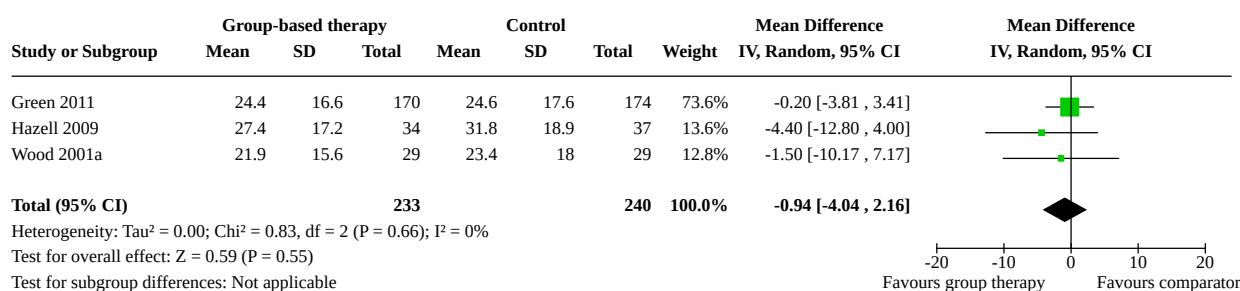 Group-based therapy Control Mean Difference Mean Difference
Study or Subgroup Mean SD Total Mean SD Total Weight IV, Random, 95% CI IV, Random, 95% CI
Green 2011 24.4 16.6 170 24.6 17.6 174 73.6% -0.20 [-3.81 , 3.41]
Hazell 2009 27.4 17.2 34 31.8 18.9 37 13.6% -4.40 [-12.80 , 4.00]
Wood 2001a 21.9 15.6 29 23.4 18 29 12.8% -1.50 [-10.17 , 7.17]
Total (95% CI) 233 240 100.0% -0.94 [-4.04 , 2.16]
Heterogeneity: Tau² = 0.00; Chi² = 0.83, df = 2 (P = 0.66); I² = 0%
Test for overall effect: Z = 0.59 (P = 0.55)
-20 -10 0 10 20
Test for subgroup differences: Not applicable
Favours group therapy Favours comparator